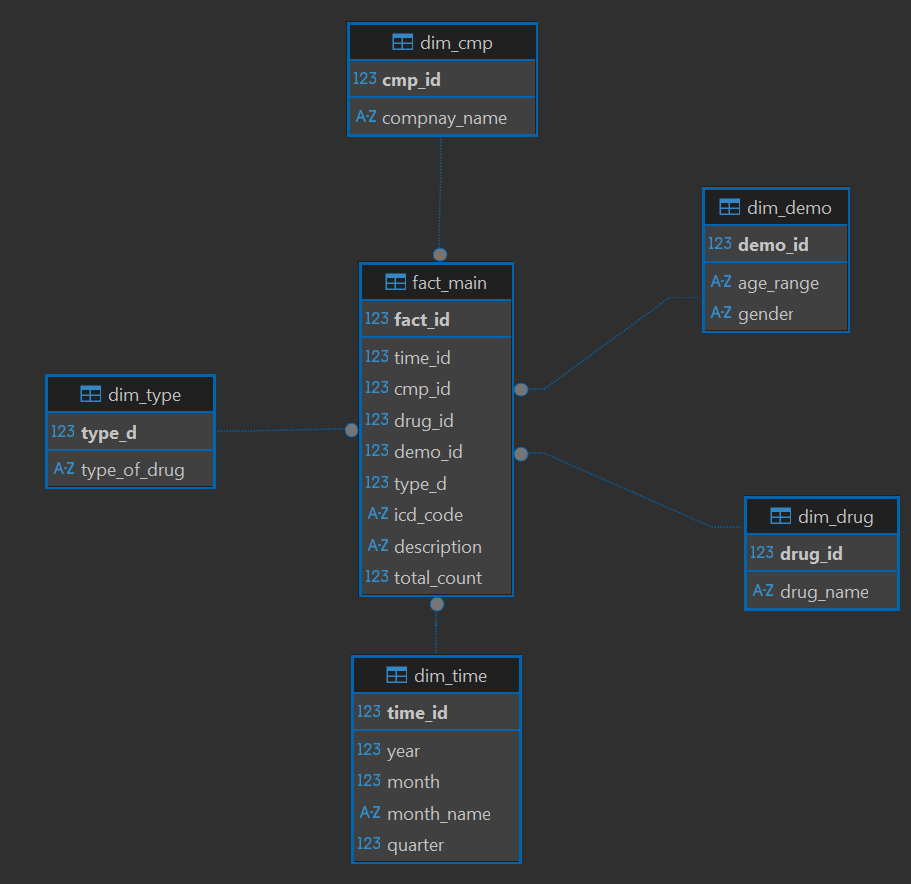 dim_cmp
123 cmp_id
A-Z compnay_name
dim_demo
123 demo_id
A-Z age_range
A-Z gender
fact_main
123 fact_id
123 time_id
123 cmp_id
123 drug_id
123 demo_id
123 type_d
A-Z icd_code
A-Z description
123 total_count
dim_type
123 type_d
A-Z type_of_drug
dim_drug
123 drug_id
A-Z drug_name
dim_time
123 time_id
123 year
123 month
A-Z month_name
123 quarter